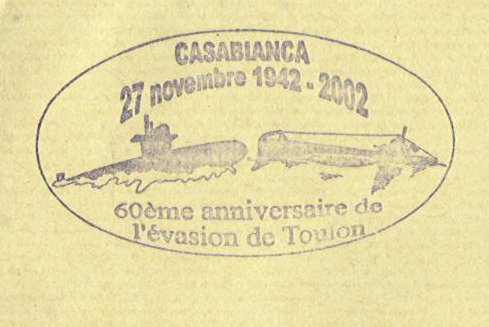 CASABIANCA
27 novembre 1942 - 2002
60ème anniversaire de
l'évasion de Toulon